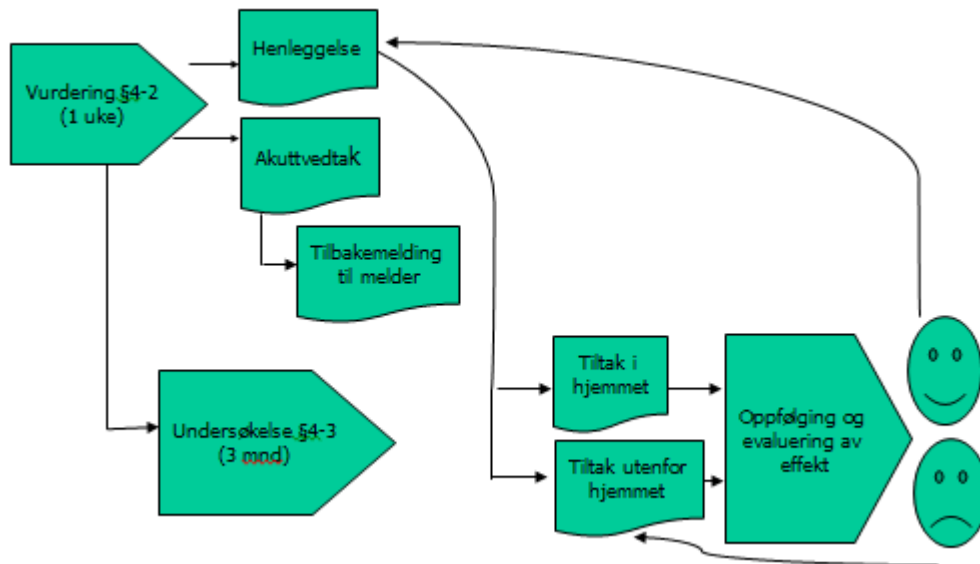 Henleggelse
Vurdering §4-2
(1 uke)
Akuttvedtak
Tilbakemelding
til melder
Tiltak i
hjemmet
Undersøkelse §4-3
(3 mnd)
Oppfølging og
evaluering av
effekt
Tiltak utenfor
hjemmet